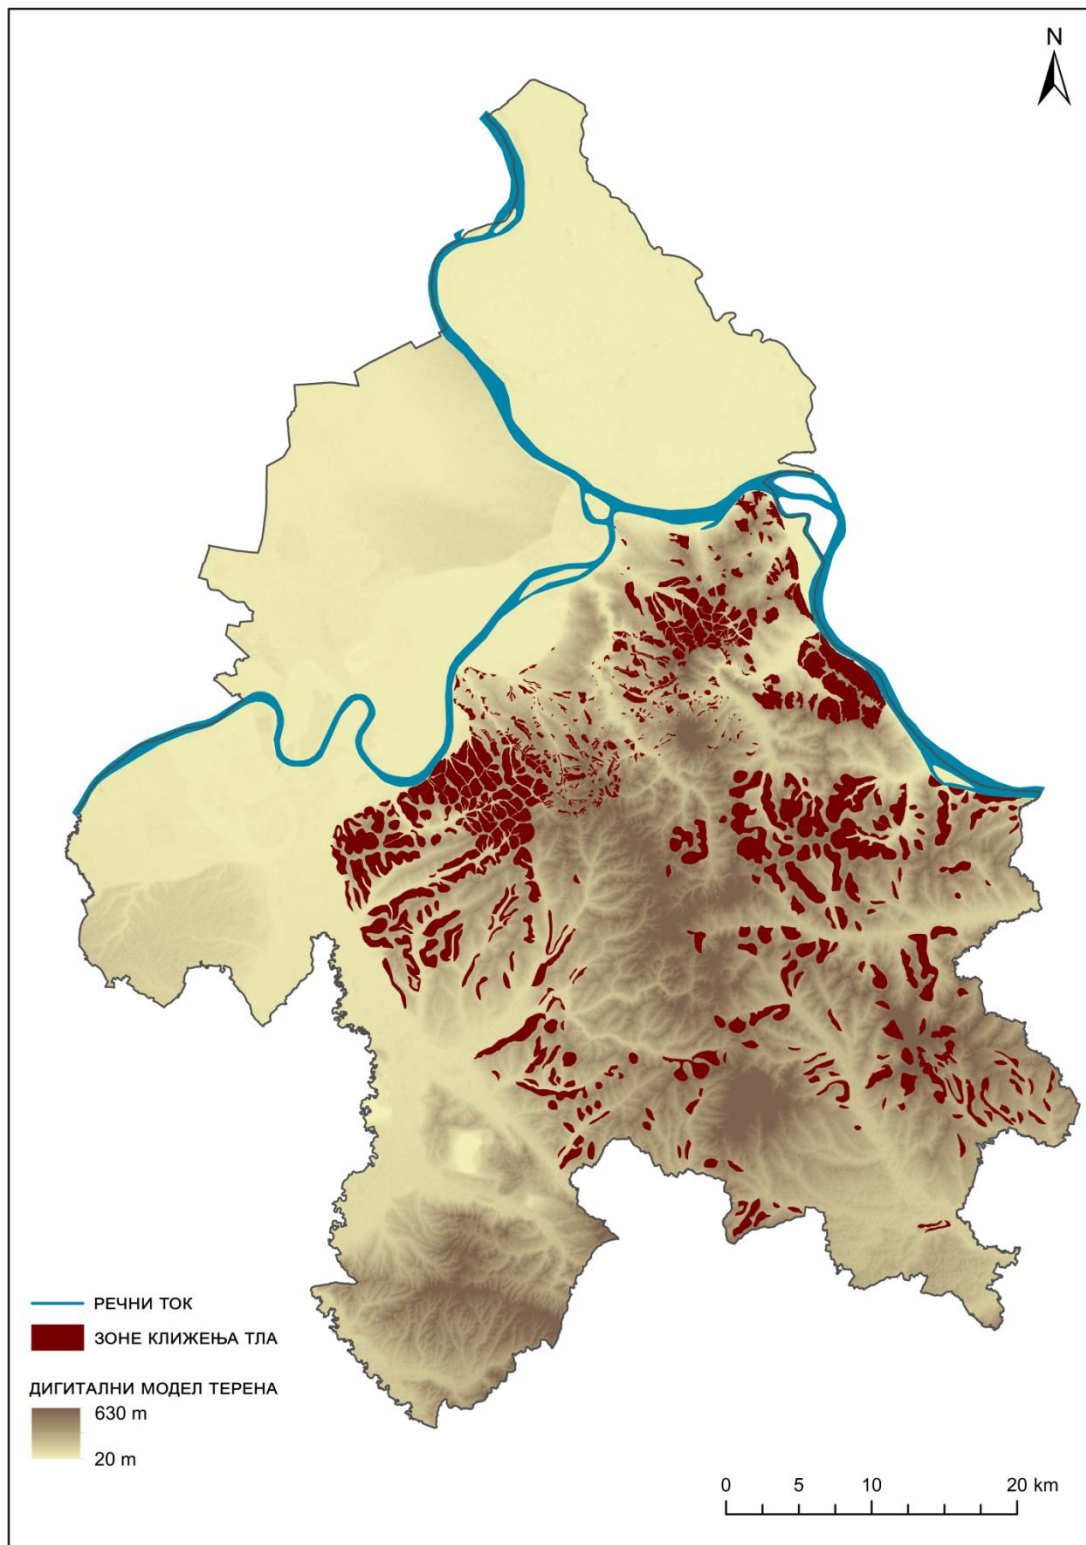 N
РЕЧНИ ТОК
ЗОНЕ КЛИЖЕЊА ТЛА
ДИГИТАЛНИ МОДЕЛ ТЕРЕНА
630 m
20 m
0 5 10 20 km